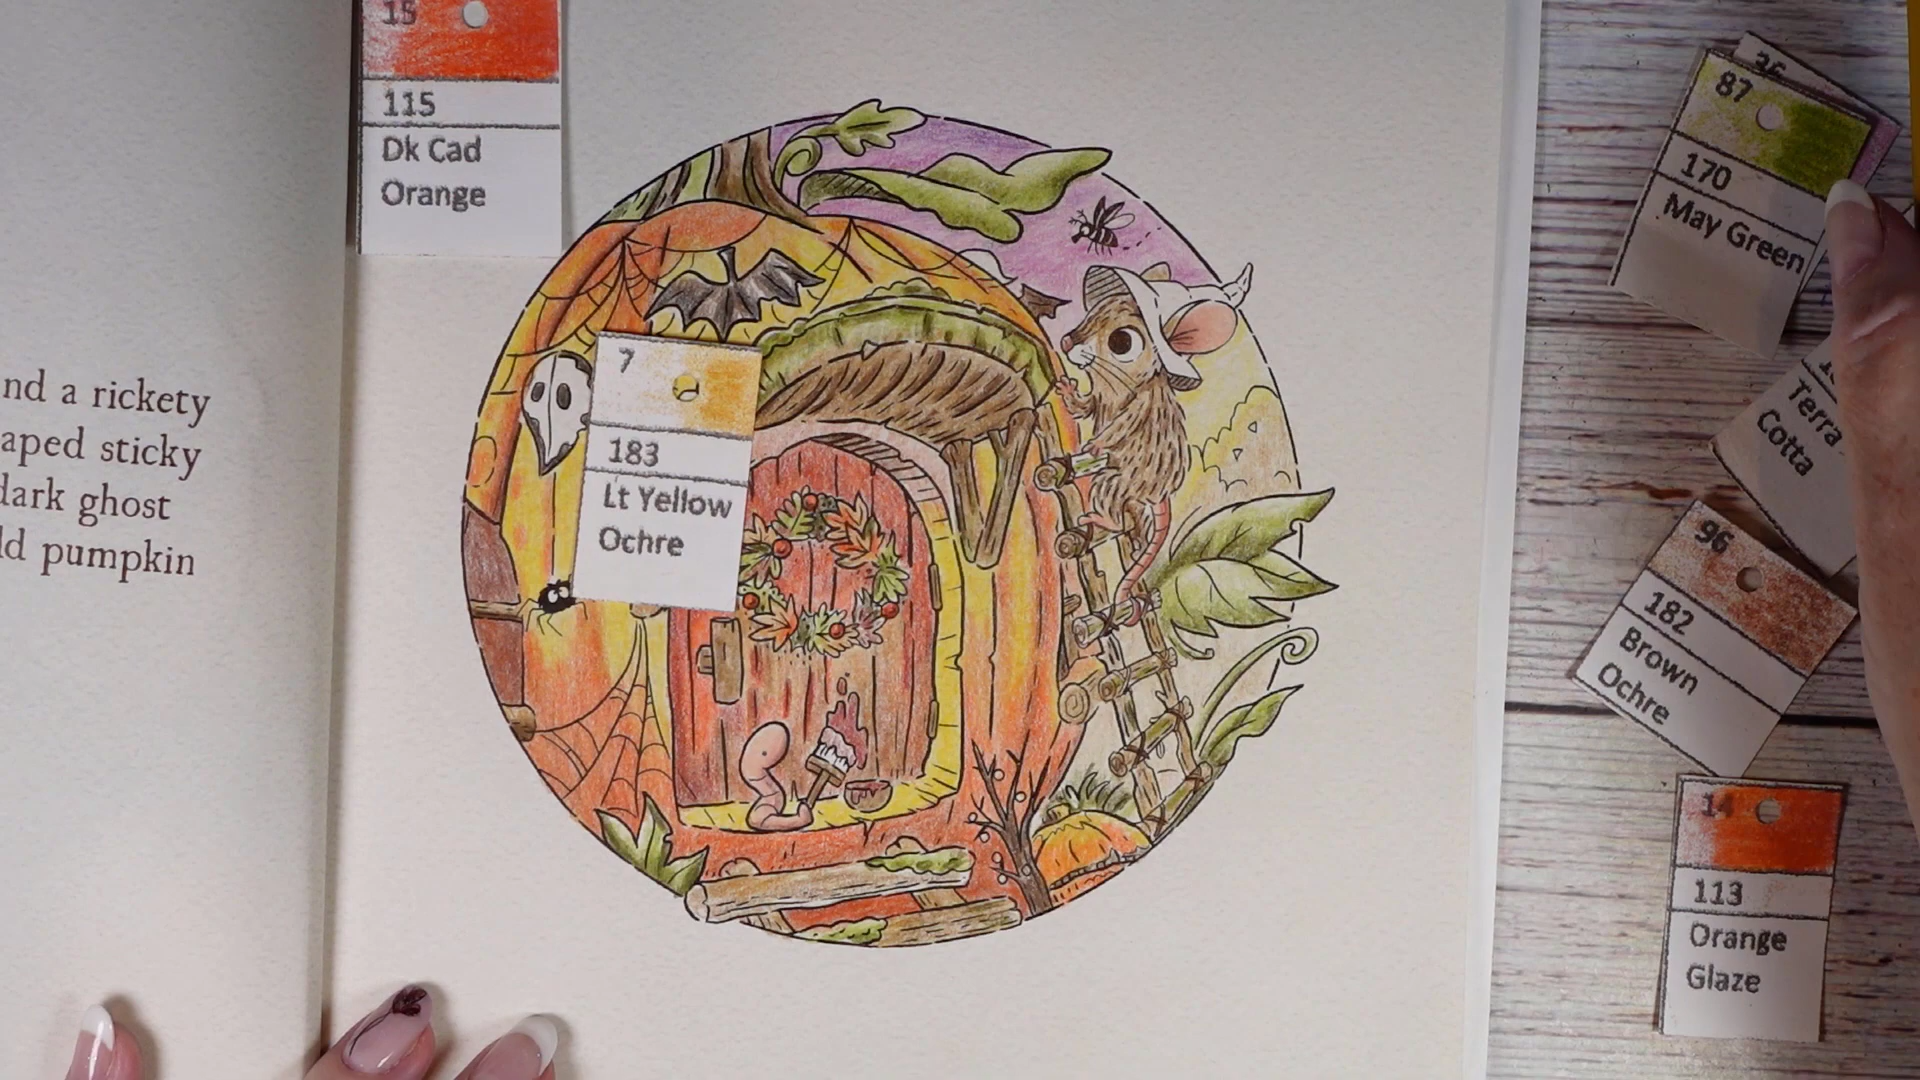 nd a rickety
aped sticky
dark ghost
ld pumpkin
15
115
Dk Cad
Orange
7
183
Lt Yellow
Ochre
36
87
170
May Green
Terra
Cotta
96
182
Brown
Ochre
14
113
Orange
Glaze